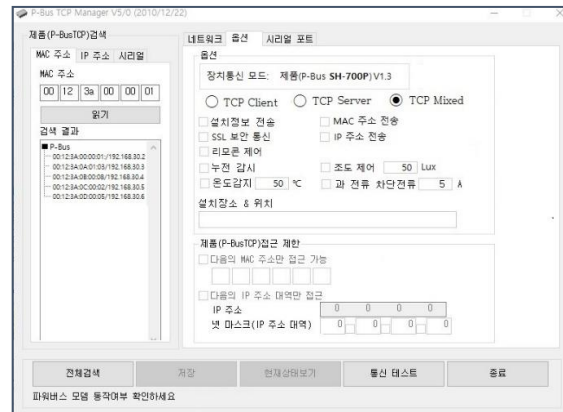 P-Bus TCP Manager V5/0 (2010/12/22)
제품(P-BusTCP)검색
MAC 주소 IP 주소 시리얼
MAC 주소
00 12 3a 00 00 01
읽기
검색 결과
P-Bus
00:12:3A:00:00:01/192.168.30.2
00:12:3A:0A:01:03/192.168.30.3
00:12:3A:0B:00:08/192.168.30.4
00:12:3A:0C:00:02/192.168.30.5
00:12:3A:0D:00:05/192.168.30.6
네트워크 옵션 시리얼 포트
옵션
장치통신 모드: 제품(P-Bus SH-700P) V1.3
TCP Client TCP Server TCP Mixed
설치정보 전송 MAC 주소 전송
SSL 보안 통신 IP 주소 전송
리모콘 제어
누전 감시 조도 제어 50 Lux
온도감지 50 ℃ 과 전류 차단전류 5 A
설치장소 & 위치
제품(P-BusTCP)접근 제한
다음의 MAC 주소만 접근 가능
다음의 IP 주소 대역만 접근
IP 주소 0 0 0 0
넷 마스크(IP 주소 대역) 0 0 0 0
전체검색 저장 현재상태보기 통신 테스트 종료
파워버스 모뎀 동작여부 확인하세요